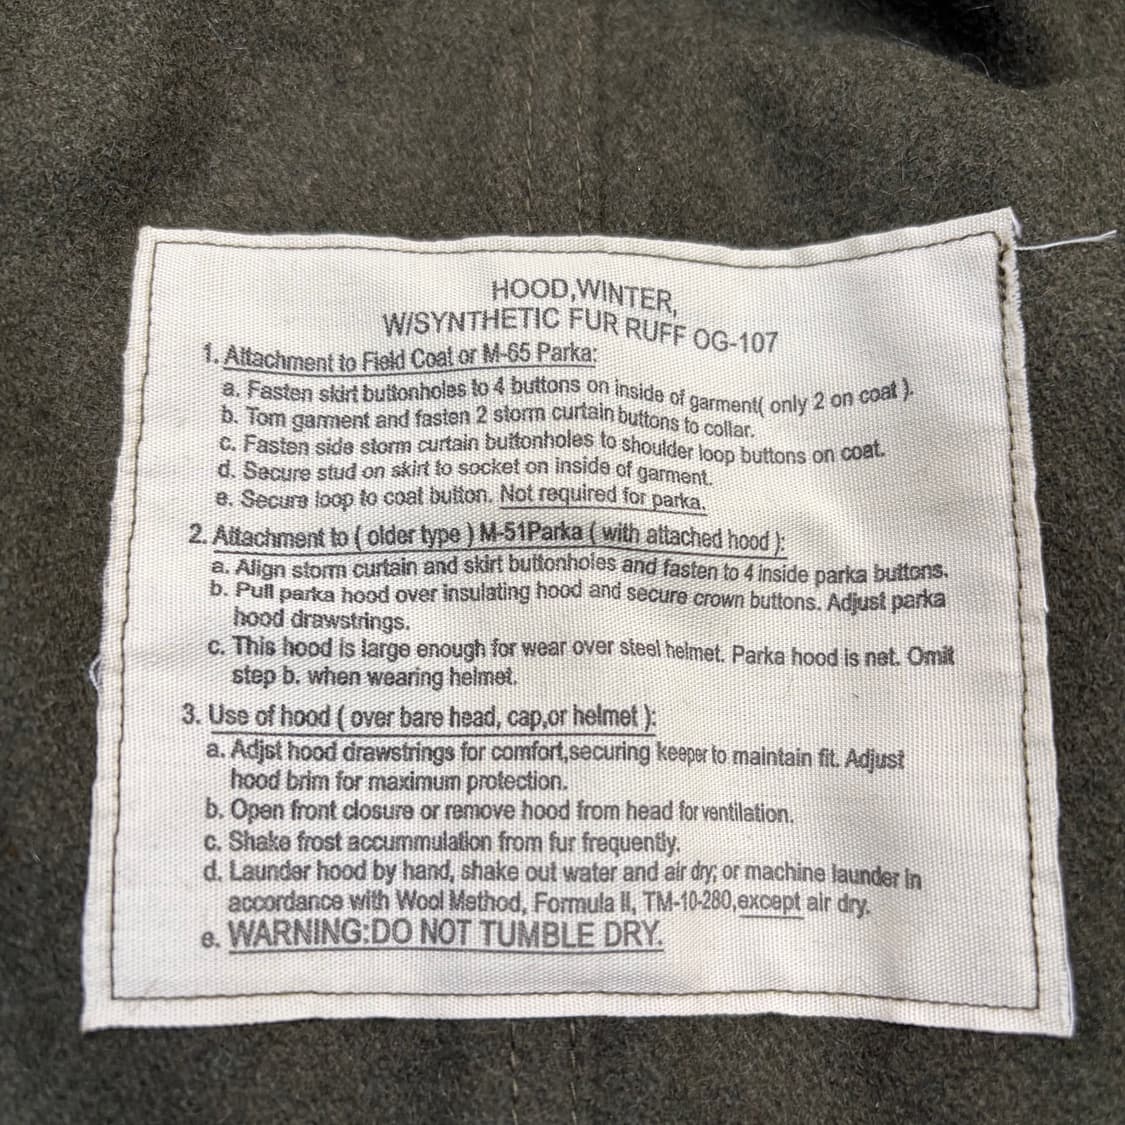 HOOD,WINTER,
W/SYNTHETIC FUR RUFF OG-107
1. Attachment to Field Coat or M-65 Parka:
a. Fasten skirt buttonholes to 4 buttons on inside of garment( only 2 on coat ).
b. Tom garment and fasten 2 storm curtain buttons to collar.
c. Fasten side storm curtain buttonholes to shoulder loop buttons on coat.
d. Secure stud on skirt to socket on inside of garment.
e. Secure loop to coat button. Not required for parka.
2. Attachment to ( older type ) M-51Parka ( with attached hood ):
a. Align storm curtain and skirt buttonholes and fasten to 4 inside parka buttons.
b. Pull parka hood over insulating hood and secure crown buttons. Adjust parka
hood drawstrings.
c. This hood is large enough for wear over steel helmet. Parka hood is net. Omit
step b. when wearing helmet.
3. Use of hood ( over bare head, cap,or helmet ):
a. Adjst hood drawstrings for comfort,securing keeper to maintain fit. Adjust
hood brim for maximum protection.
b. Open front closure or remove hood from head for ventilation.
c. Shake frost accummulation from fur frequently.
d. Launder hood by hand, shake out water and air dry; or machine launder in
accordance with Wool Method, Formula II, TM-10-280,except air dry.
e. WARNING:DO NOT TUMBLE DRY.